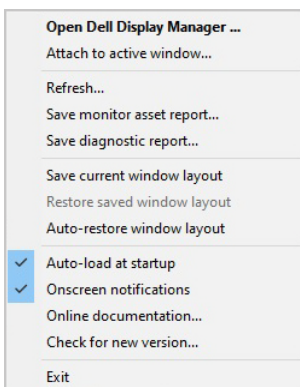 Open Dell Display Manager ...
Attach to active window...
Refresh...
Save monitor asset report...
Save diagnostic report...
Save current window layout
Restore saved window layout
Auto-restore window layout
Auto-load at startup
Onscreen notifications
Online documentation...
Check for new version...
Exit